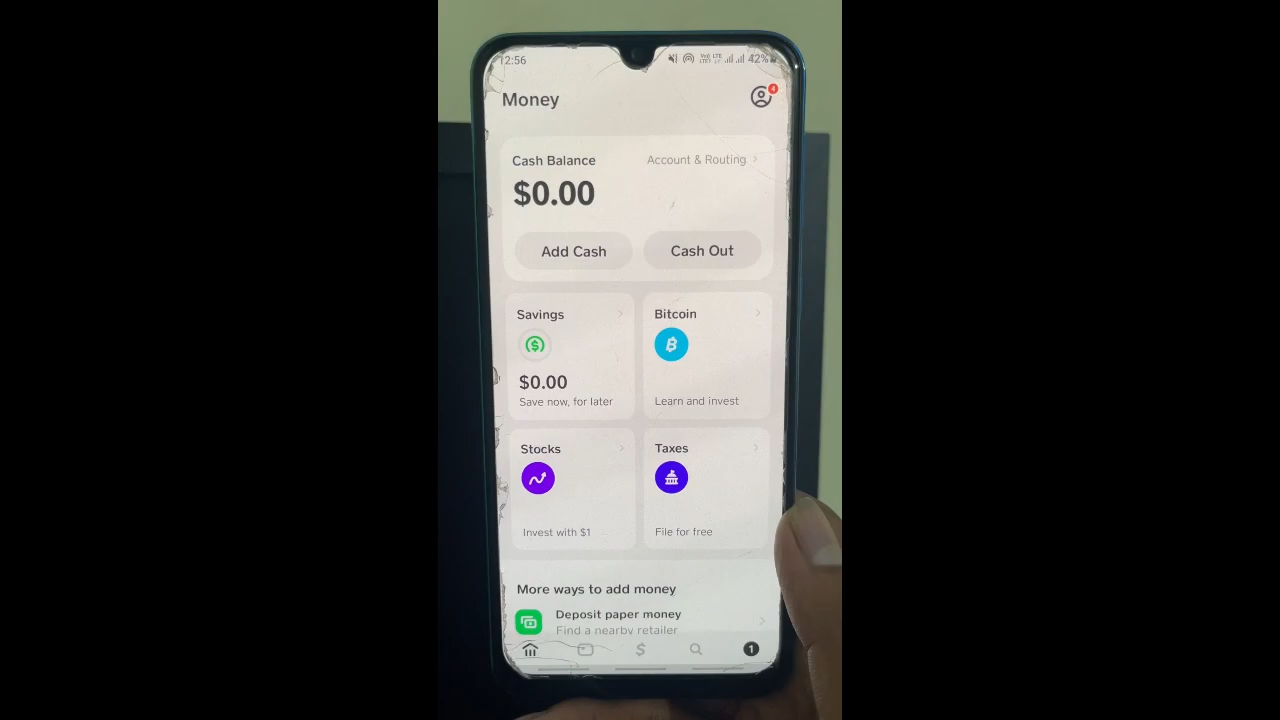 12:56
42%
Money
4
Cash Balance
Account & Routing
$0.00
Add Cash
Cash Out
Savings
Bitcoin
$0.00
Save now, for later
Learn and invest
Stocks
Taxes
Invest with $1
File for free
More ways to add money
Deposit paper money
Find a nearby retailer
1